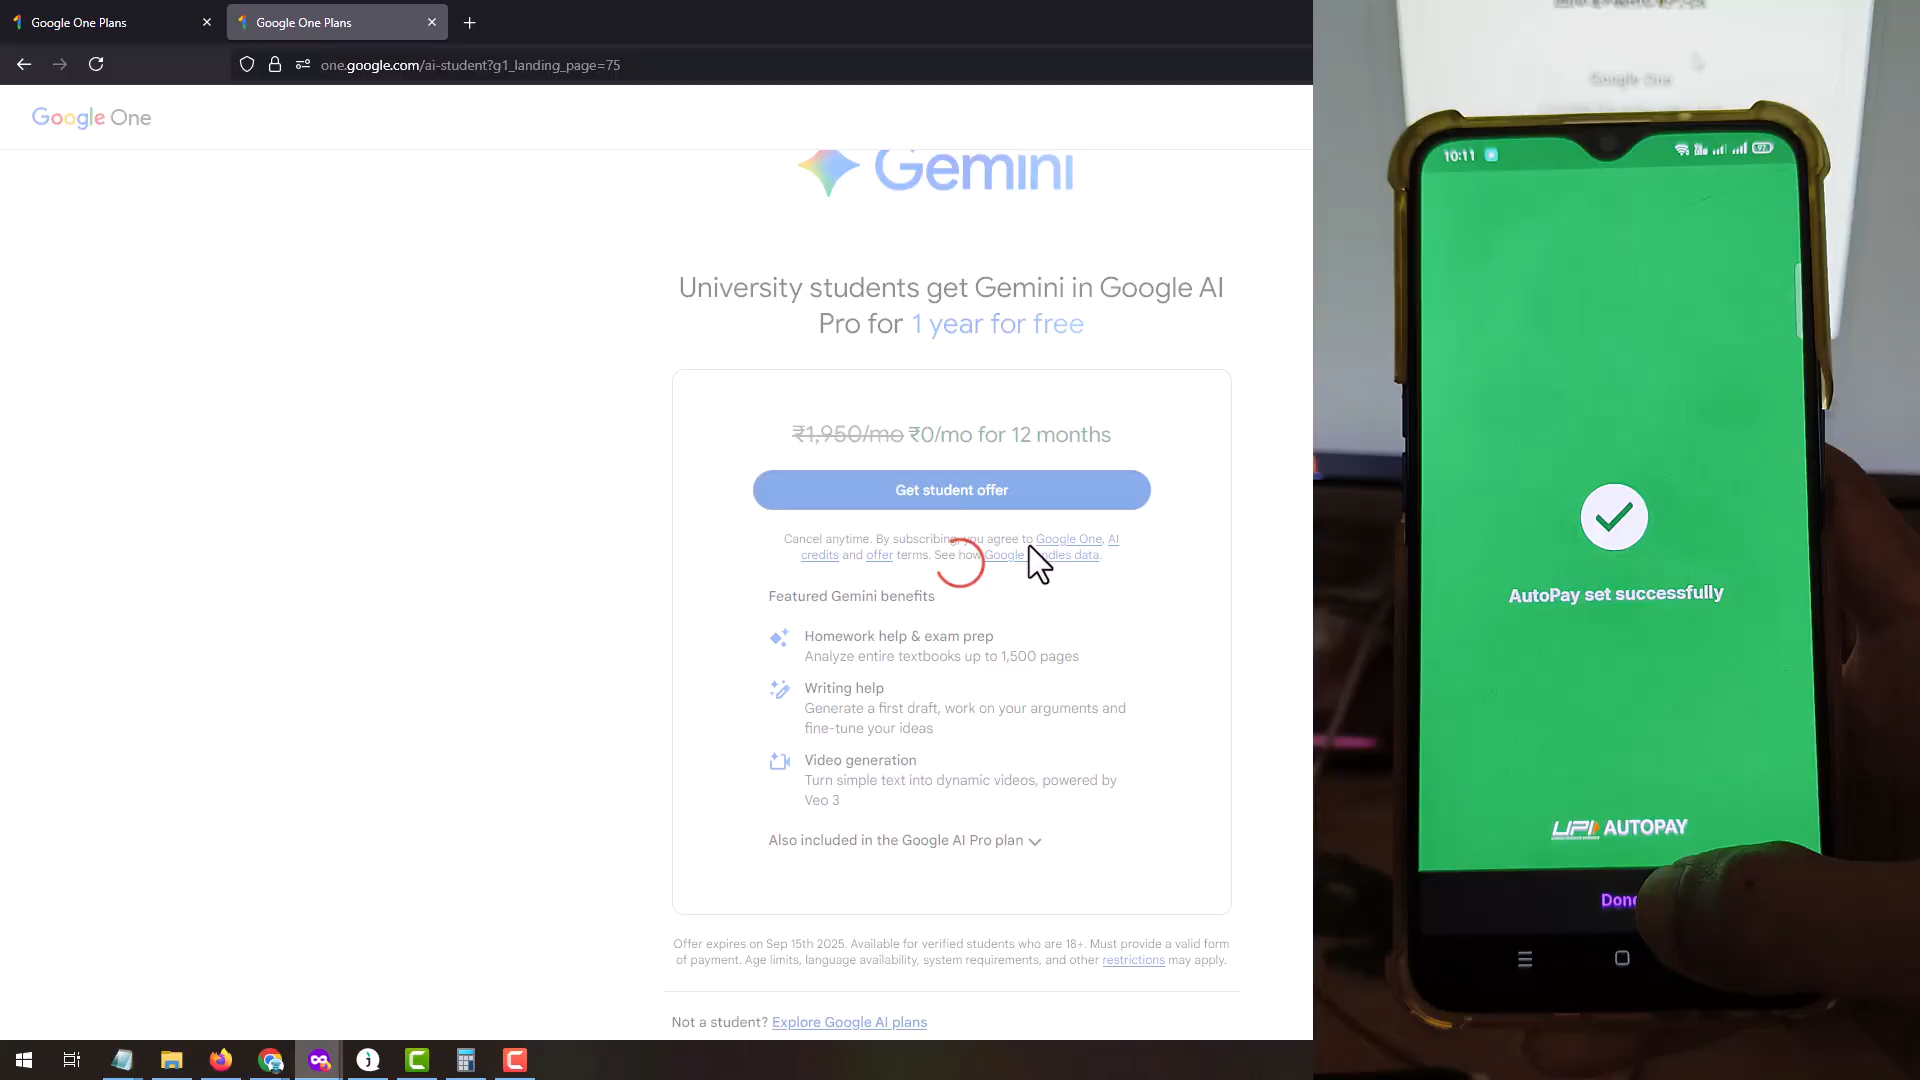 Google One Plans
Google One Plans
one.google.com/ai-student?g1_landing_page=75
Google One
Gemini
University students get Gemini in Google AI
Pro for 1 year for free
₹1,950/mo ₹0/mo for 12 months
Get student offer
Cancel anytime. By subscribing, you agree to Google One, AI
credits and offer terms. See how Google handles data.
Featured Gemini benefits
Homework help & exam prep
Analyze entire textbooks up to 1,500 pages
Writing help
Generate a first draft, work on your arguments and
fine-tune your ideas
Video generation
Turn simple text into dynamic videos, powered by
Veo 3
Also included in the Google AI Pro plan
Offer expires on Sep 15th 2025. Available for verified students who are 18+. Must provide a valid form
of payment. Age limits, language availability, system requirements, and other restrictions may apply.
Not a student? Explore Google AI plans
Google One
10:11
97
AutoPay set successfully
UPI AUTOPAY
Done